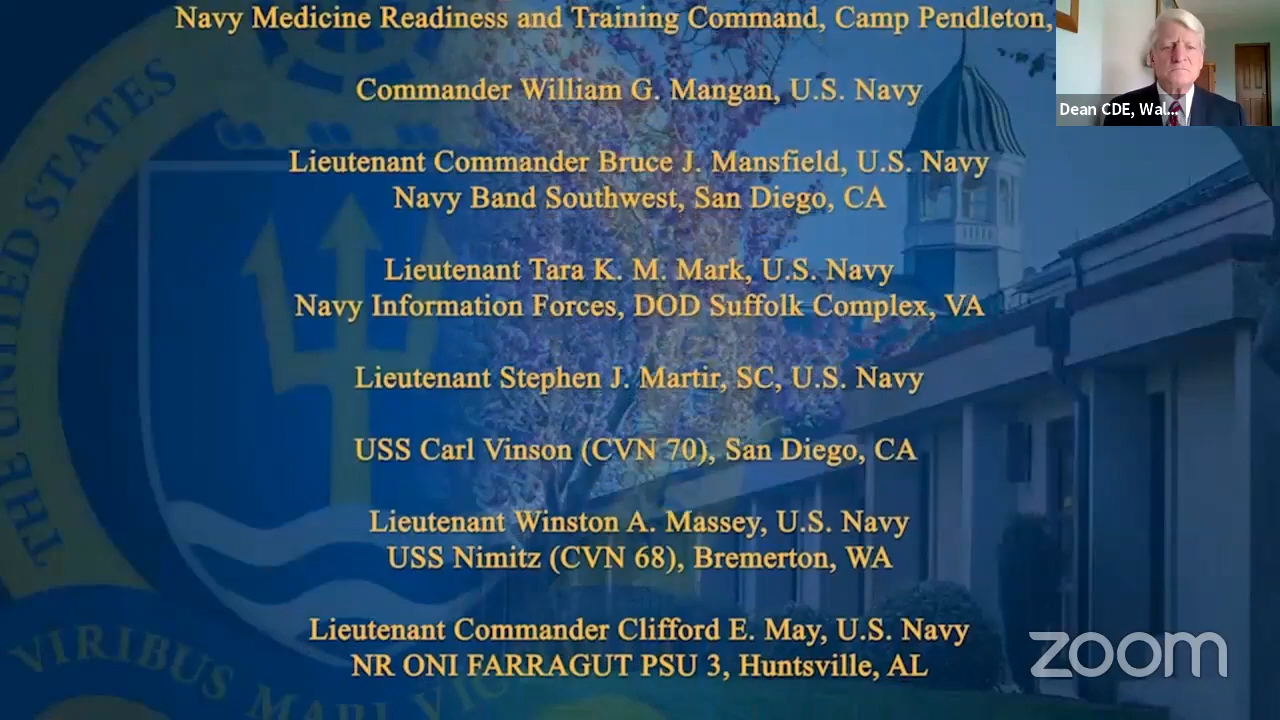 Navy Medicine Readiness and Training Command, Camp Pendleton,
Dean CDE, Wal...
Commander William G. Mangan, U.S. Navy
Lieutenant Commander Bruce J. Mansfield, U.S. Navy
Navy Band Southwest, San Diego, CA
Lieutenant Tara K. M. Mark, U.S. Navy
Navy Information Forces, DOD Suffolk Complex, VA
Lieutenant Stephen J. Martir, SC, U.S. Navy
USS Carl Vinson (CVN 70), San Diego, CA
Lieutenant Winston A. Massey, U.S. Navy
USS Nimitz (CVN 68), Bremerton, WA
Lieutenant Commander Clifford E. May, U.S. Navy
NR ONI FARRAGUT PSU 3, Huntsville, AL
THE UNITED STATES
VIRIBUS MARI VIC
zoom